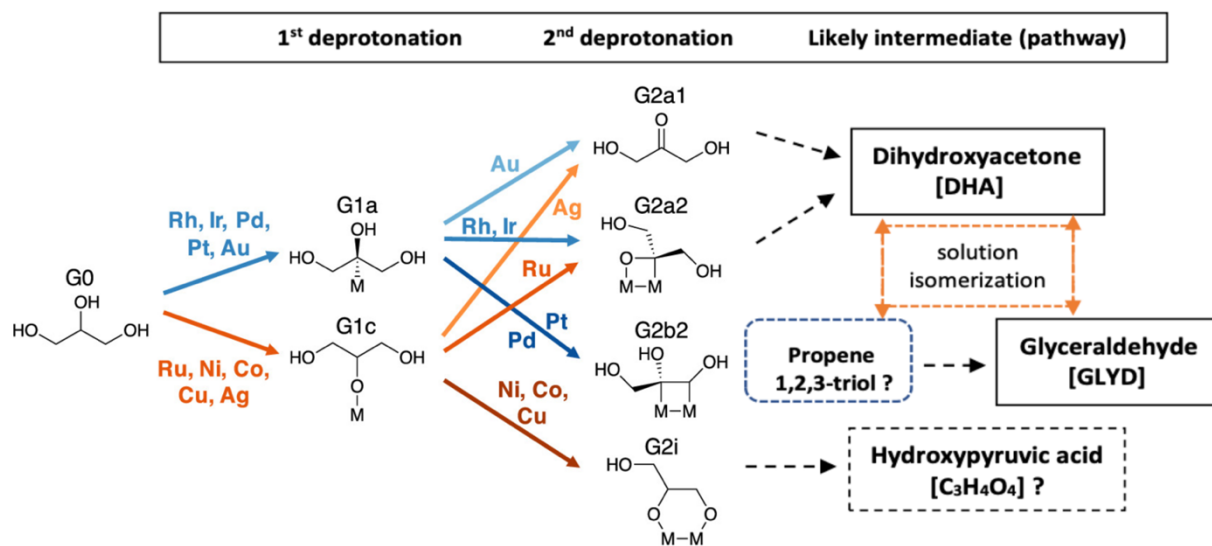 1st deprotonation 2nd deprotonation Likely intermediate (pathway)
G0
OH
HO OH
Rh, Ir, Pd,
Pt, Au
Ru, Ni, Co,
Cu, Ag
G1a
OH
HO OH
M
G1c
HO OH
O
M
Au
Ag
Rh, Ir
Ru
Pt
Pd
Ni, Co,
Cu
G2a1
O
HO OH
G2a2
HO
O
OH
M M
G2b2
HO OH
HO
M M
G2i
HO
O O
M M
Dihydroxyacetone
[DHA]
solution
isomerization
Propene
1,2,3-triol ?
Glyceraldehyde
[GLYD]
Hydroxypyruvic acid
[C₃H₄O₄] ?